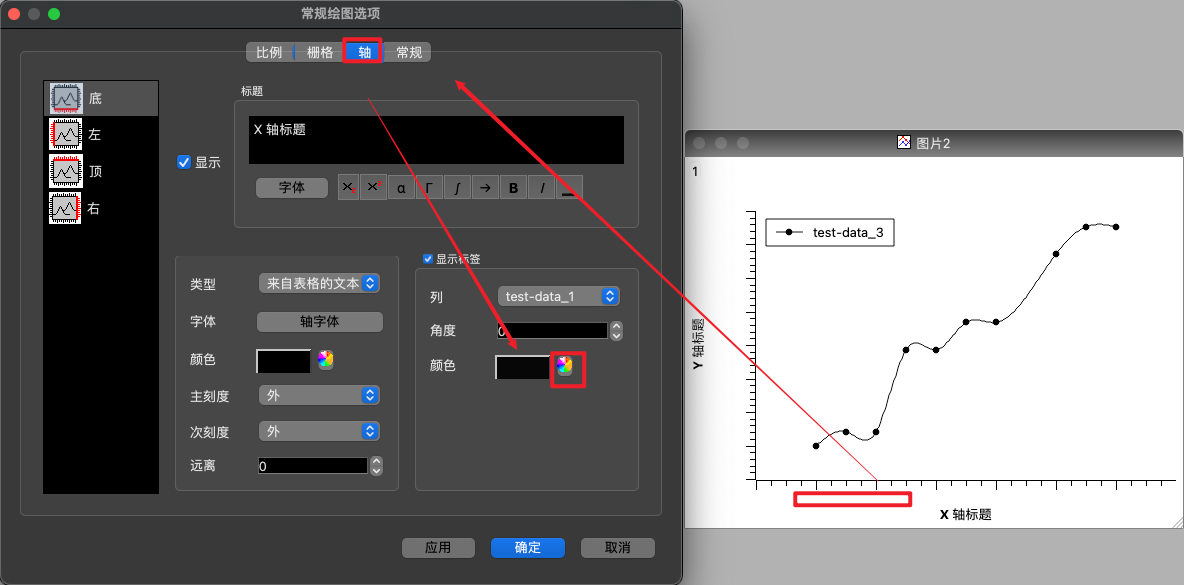 常规绘图选项
比例
栅格
轴
常规
底
左
顶
右
显示
标题
X 轴标题
字体
α
Γ
∫
→
B
I
类型
来自表格的文本
字体
轴字体
颜色
主刻度
外
次刻度
外
远离
0
显示标签
列
test-data_1
角度
0
颜色
应用
确定
取消
图片2
1
test-data_3
Y 轴标题
X 轴标题